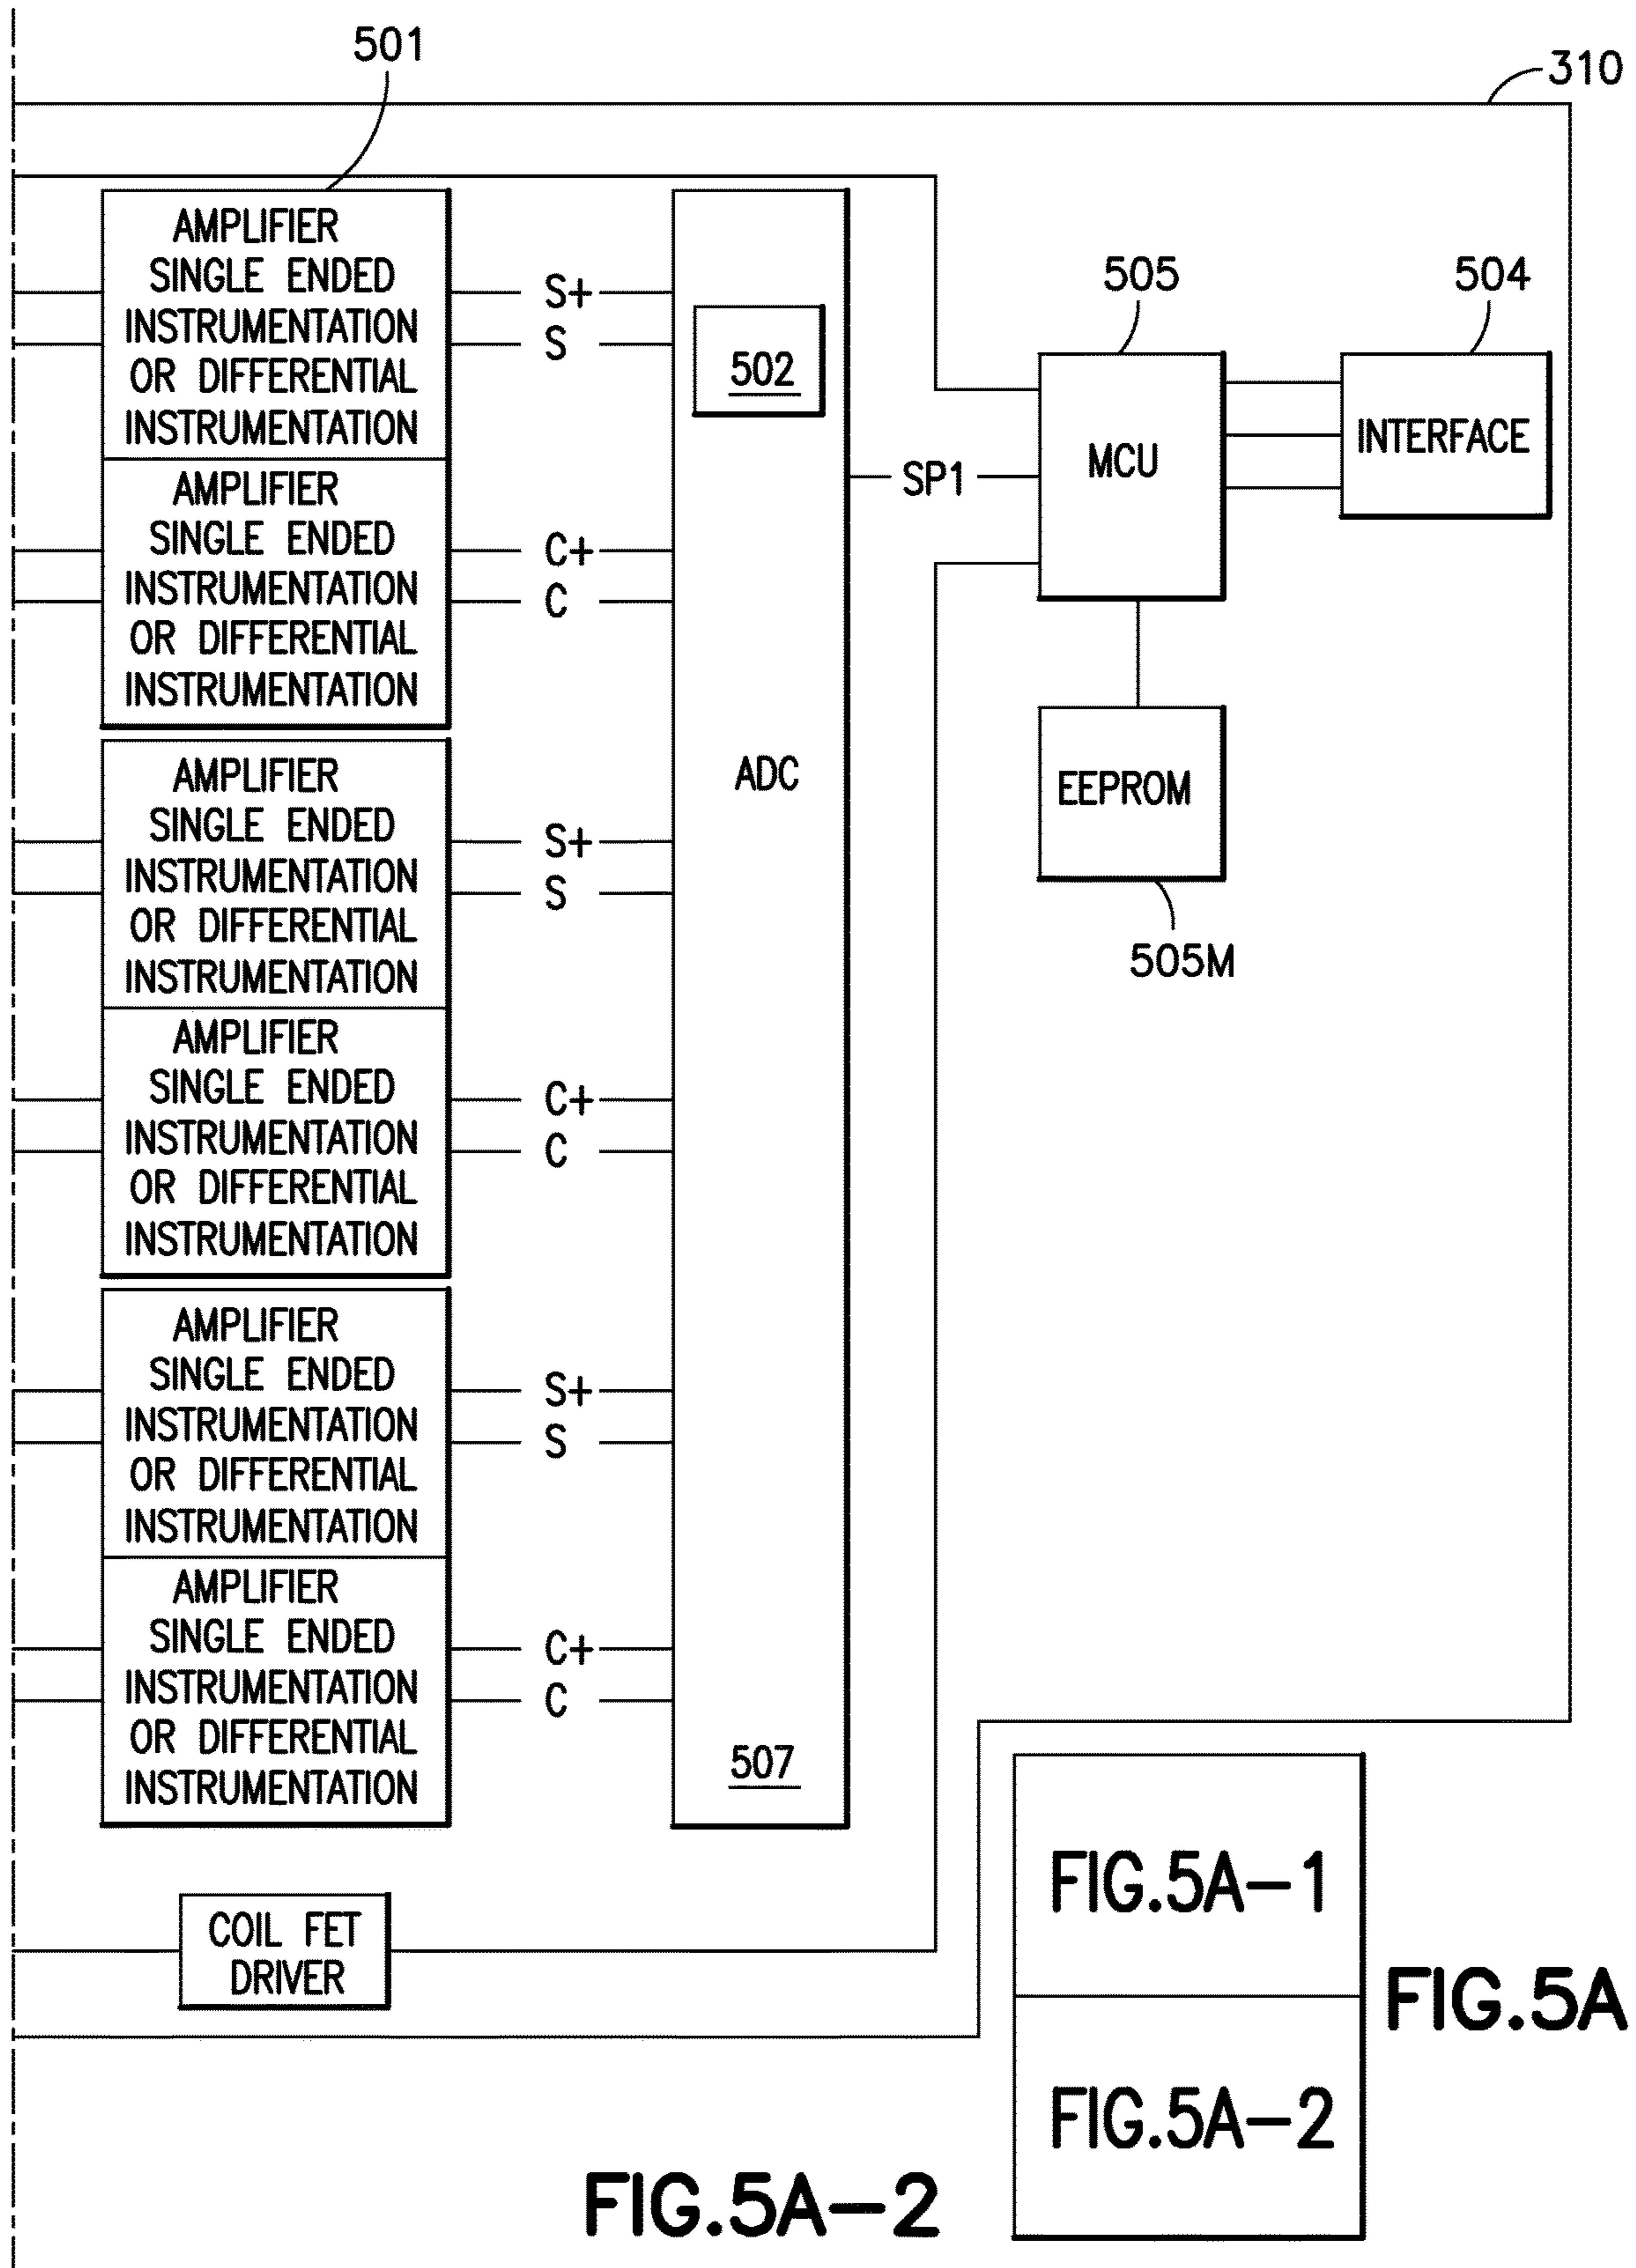 501
310
AMPLIFIER
SINGLE ENDED
INSTRUMENTATION
OR DIFFERENTIAL
INSTRUMENTATION
S+
S
502
505
504
MCU
INTERFACE
SP1
AMPLIFIER
SINGLE ENDED
INSTRUMENTATION
OR DIFFERENTIAL
INSTRUMENTATION
C+
C
ADC
EEPROM
505M
AMPLIFIER
SINGLE ENDED
INSTRUMENTATION
OR DIFFERENTIAL
INSTRUMENTATION
S+
S
AMPLIFIER
SINGLE ENDED
INSTRUMENTATION
OR DIFFERENTIAL
INSTRUMENTATION
C+
C
AMPLIFIER
SINGLE ENDED
INSTRUMENTATION
OR DIFFERENTIAL
INSTRUMENTATION
S+
S
AMPLIFIER
SINGLE ENDED
INSTRUMENTATION
OR DIFFERENTIAL
INSTRUMENTATION
C+
C
507
COIL FET
DRIVER
FIG.5A-1
FIG.5A-2
FIG.5A
FIG.5A-2